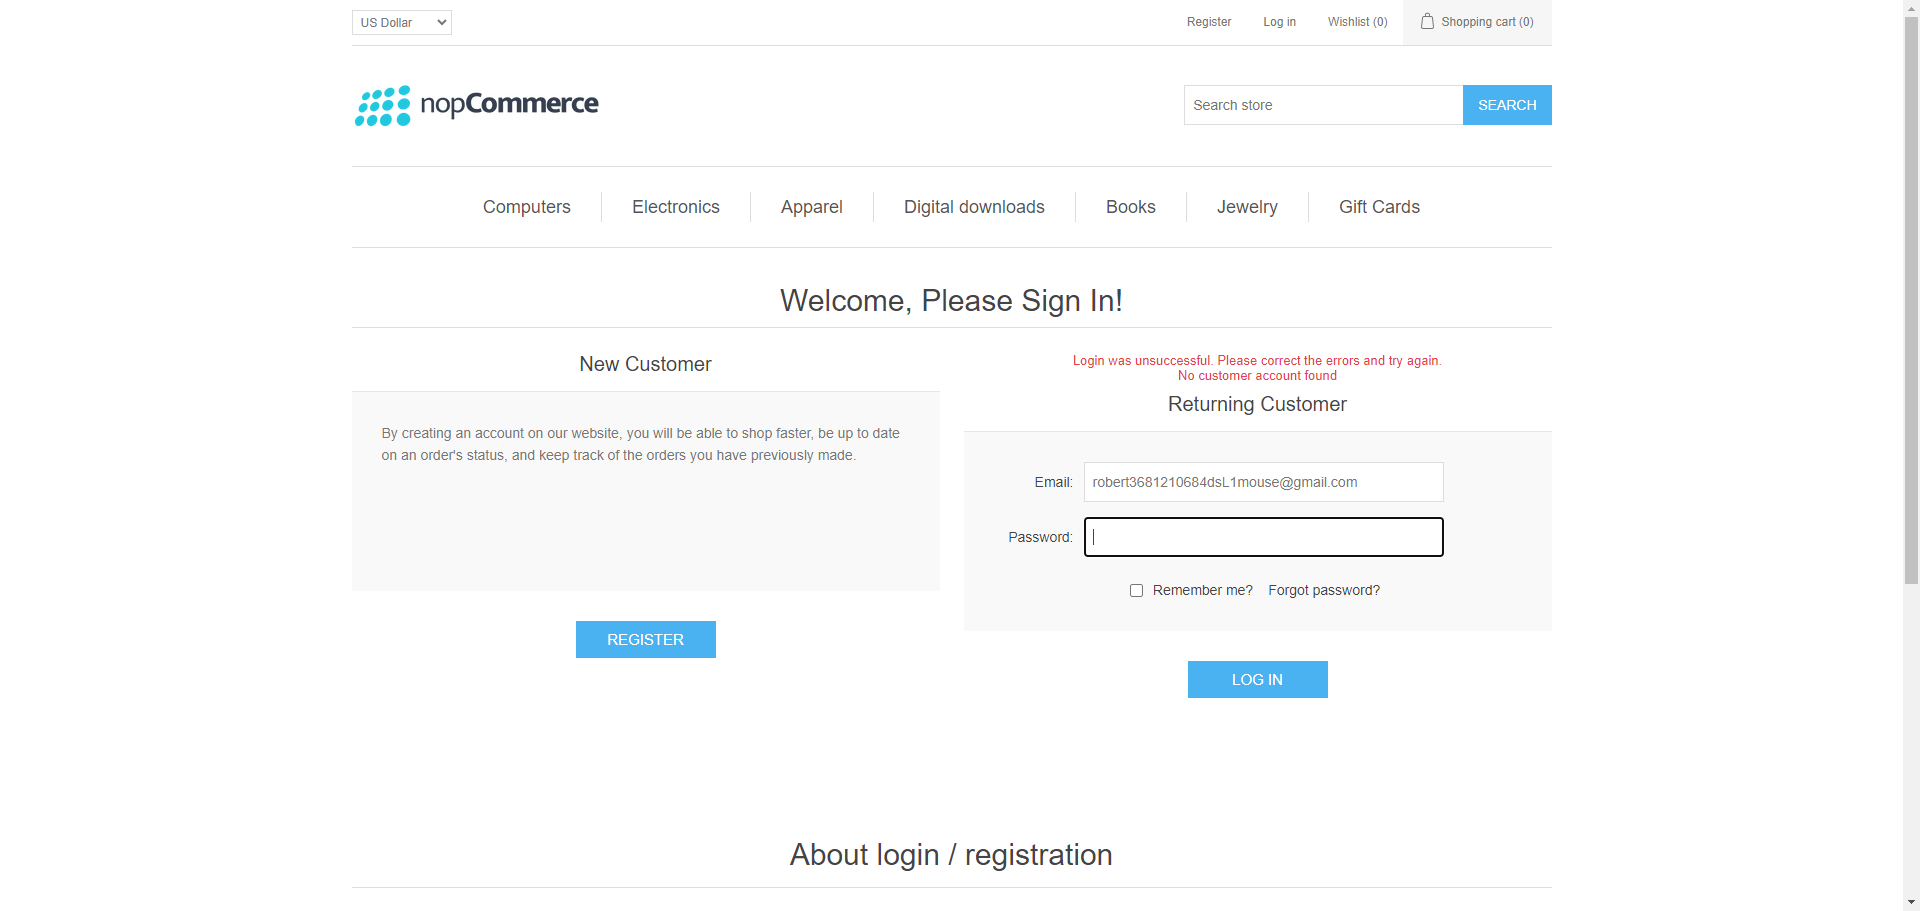 US Dollar
Register
Log in
Wishlist (0)
Shopping cart (0)
nopCommerce
Search store
SEARCH
Computers
Electronics
Apparel
Digital downloads
Books
Jewelry
Gift Cards
Welcome, Please Sign In!
New Customer
By creating an account on our website, you will be able to shop faster, be up to date
on an order's status, and keep track of the orders you have previously made.
REGISTER
Login was unsuccessful. Please correct the errors and try again.
No customer account found
Returning Customer
Email:
robert3681210684dsL1mouse@gmail.com
Password:
Remember me?
Forgot password?
LOG IN
About login / registration